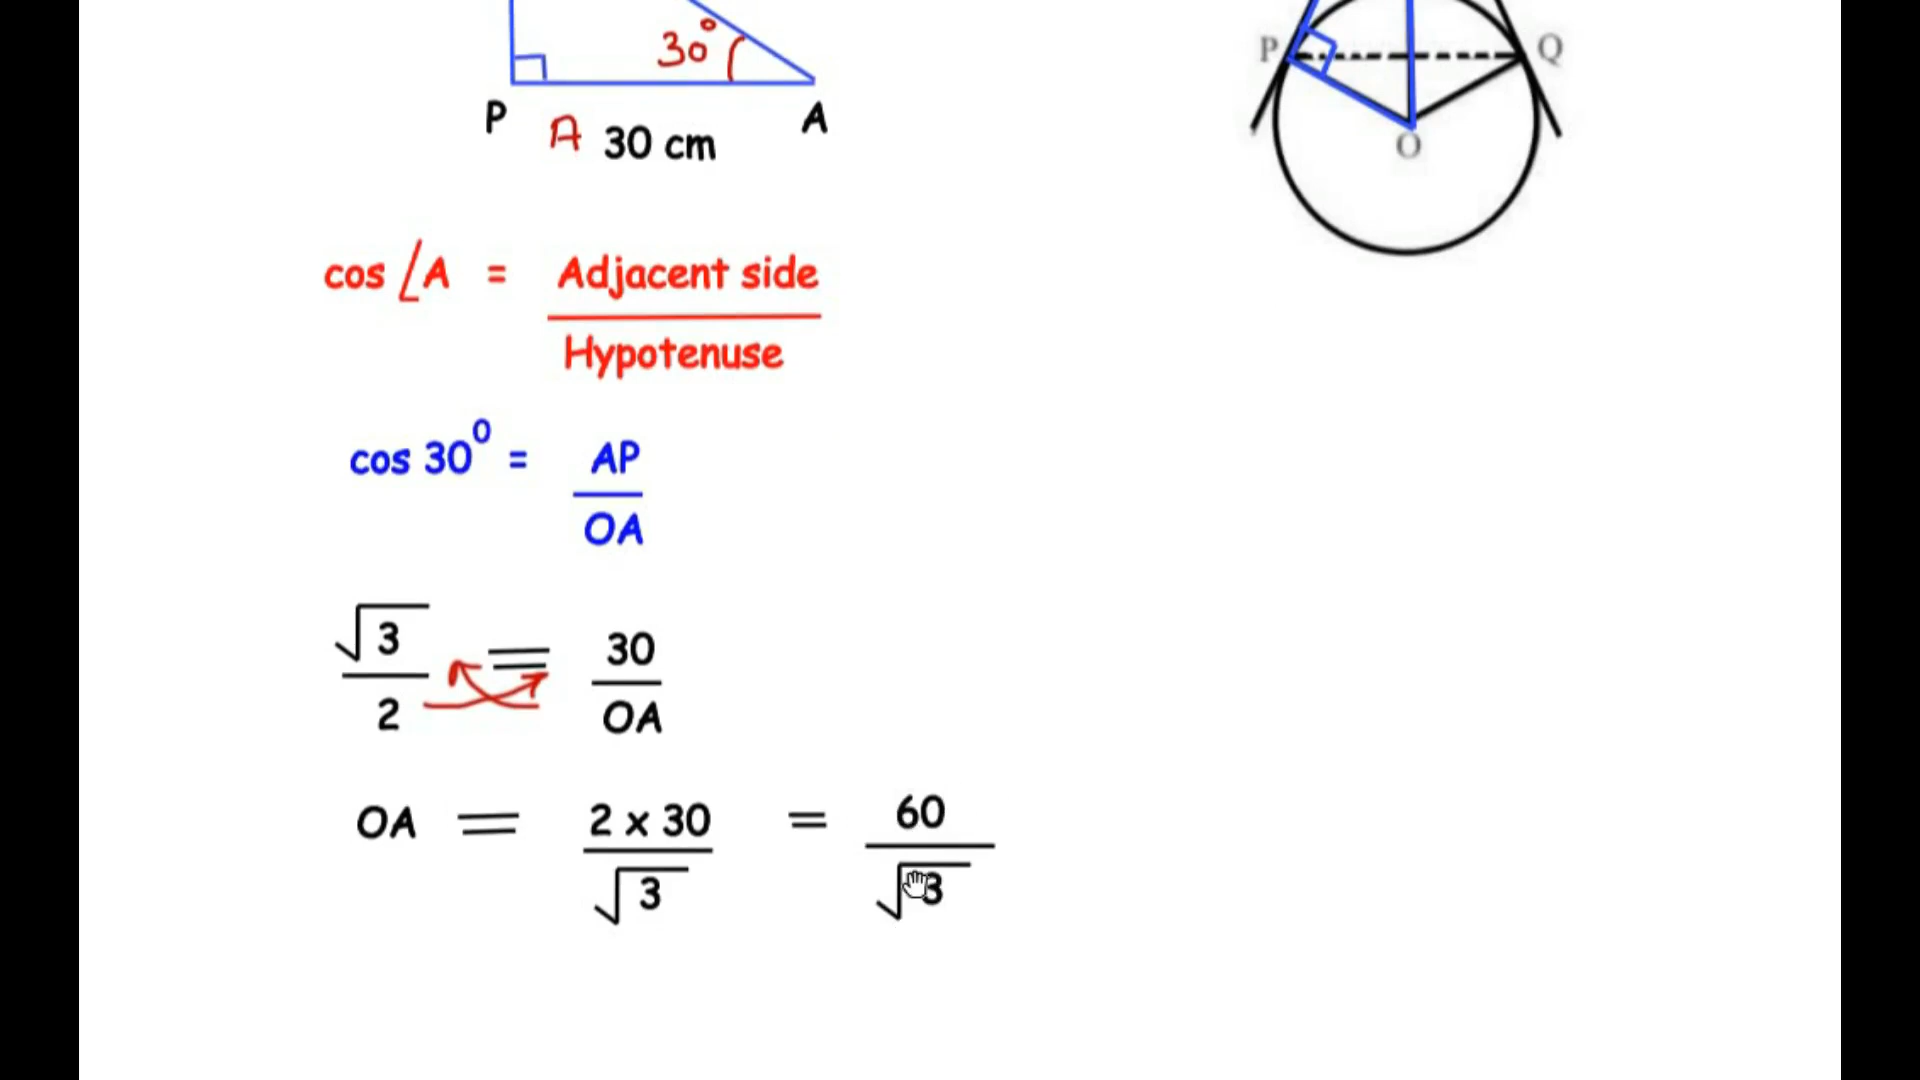 30°
P Q
P A 30 cm A
O
cos ∠A = Adjacent side
Hypotenuse
cos 30⁰ = AP
OA
√3 = 30
2 OA
OA = 2 x 30 = 60
√3 √3